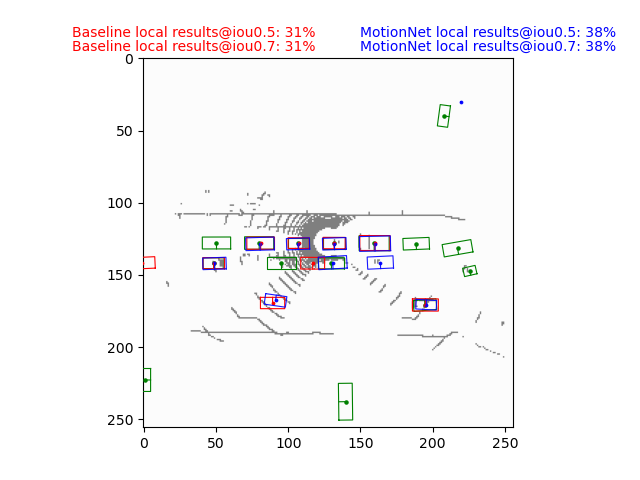 Baseline local results@iou0.5: 31% MotionNet local results@iou0.5: 38%
Baseline local results@iou0.7: 31% MotionNet local results@iou0.7: 38%
0
50
100
150
200
250
0 50 100 150 200 250